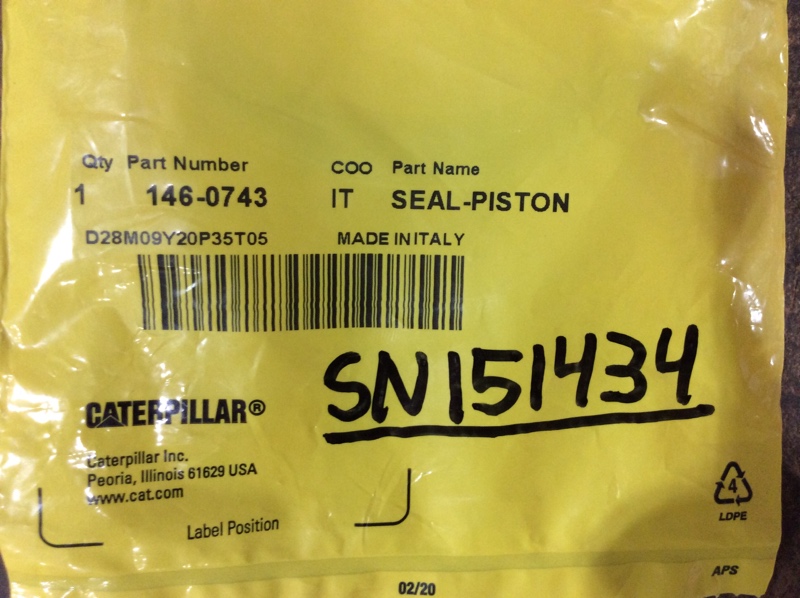 Qty Part Number COO Part Name
1 146-0743 IT SEAL-PISTON
D28M09Y20P35T05 MADE IN ITALY
SN151434
CATERPILLAR®
Caterpillar Inc.
Peoria, Illinois 61629 USA
www.cat.com
Label Position
4
LDPE
APS
02/20